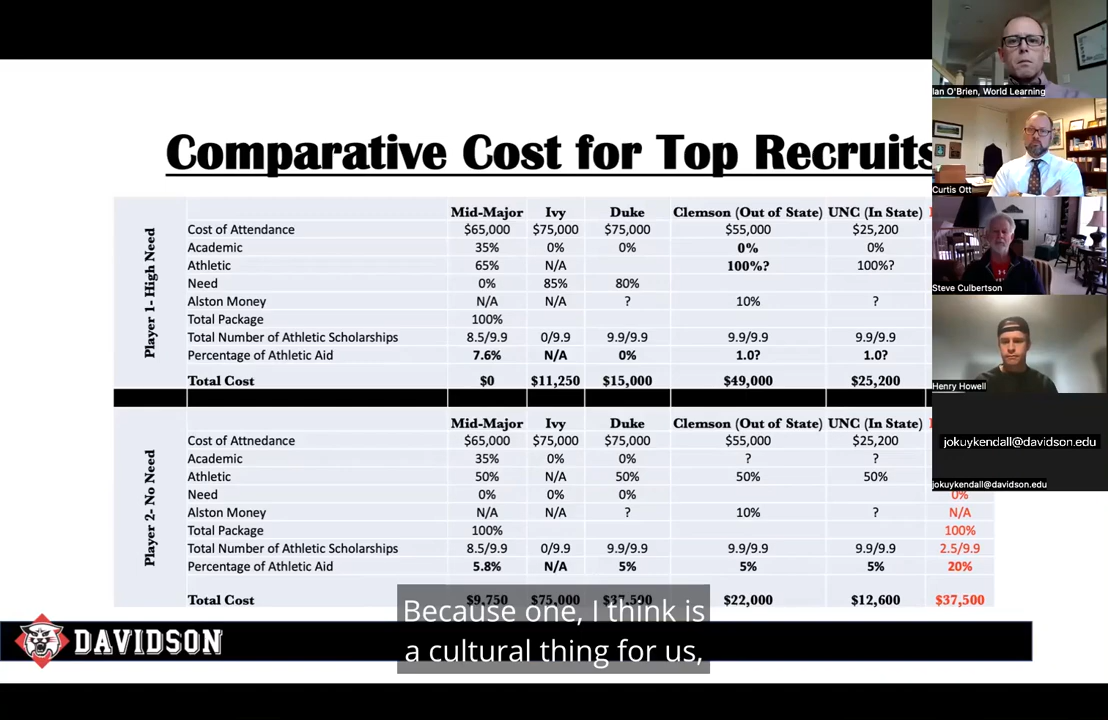 Comparative Cost for Top Recruits
Player 1- High Need
Mid-Major Ivy Duke Clemson (Out of State) UNC (In State)
Cost of Attendance $65,000 $75,000 $75,000 $55,000 $25,200
Academic 35% 0% 0% 0% 0%
Athletic 65% N/A 100%? 100%?
Need 0% 85% 80%
Alston Money N/A N/A ? 10% ?
Total Package 100%
Total Number of Athletic Scholarships 8.5/9.9 0/9.9 9.9/9.9 9.9/9.9 9.9/9.9
Percentage of Athletic Aid 7.6% N/A 0% 1.0? 1.0?
Total Cost $0 $11,250 $15,000 $49,000 $25,200
Player 2- No Need
Mid-Major Ivy Duke Clemson (Out of State) UNC (In State)
Cost of Attnedance $65,000 $75,000 $75,000 $55,000 $25,200
Academic 35% 0% 0% ? ?
Athletic 50% N/A 50% 50% 50%
Need 0% 0% 0% 0%
Alston Money N/A N/A ? 10% ? N/A
Total Package 100% 100%
Total Number of Athletic Scholarships 8.5/9.9 0/9.9 9.9/9.9 9.9/9.9 9.9/9.9 2.5/9.9
Percentage of Athletic Aid 5.8% N/A 5% 5% 5% 20%
Total Cost $9,750 $75,000 $37,500 $22,000 $12,600 $37,500
DAVIDSON
Because one, I think is
a cultural thing for us,
Ian O'Brien, World Learning
Curtis Ott
Steve Culbertson
Henry Howell
jokuykendall@davidson.edu
jokuykendall@davidson.edu